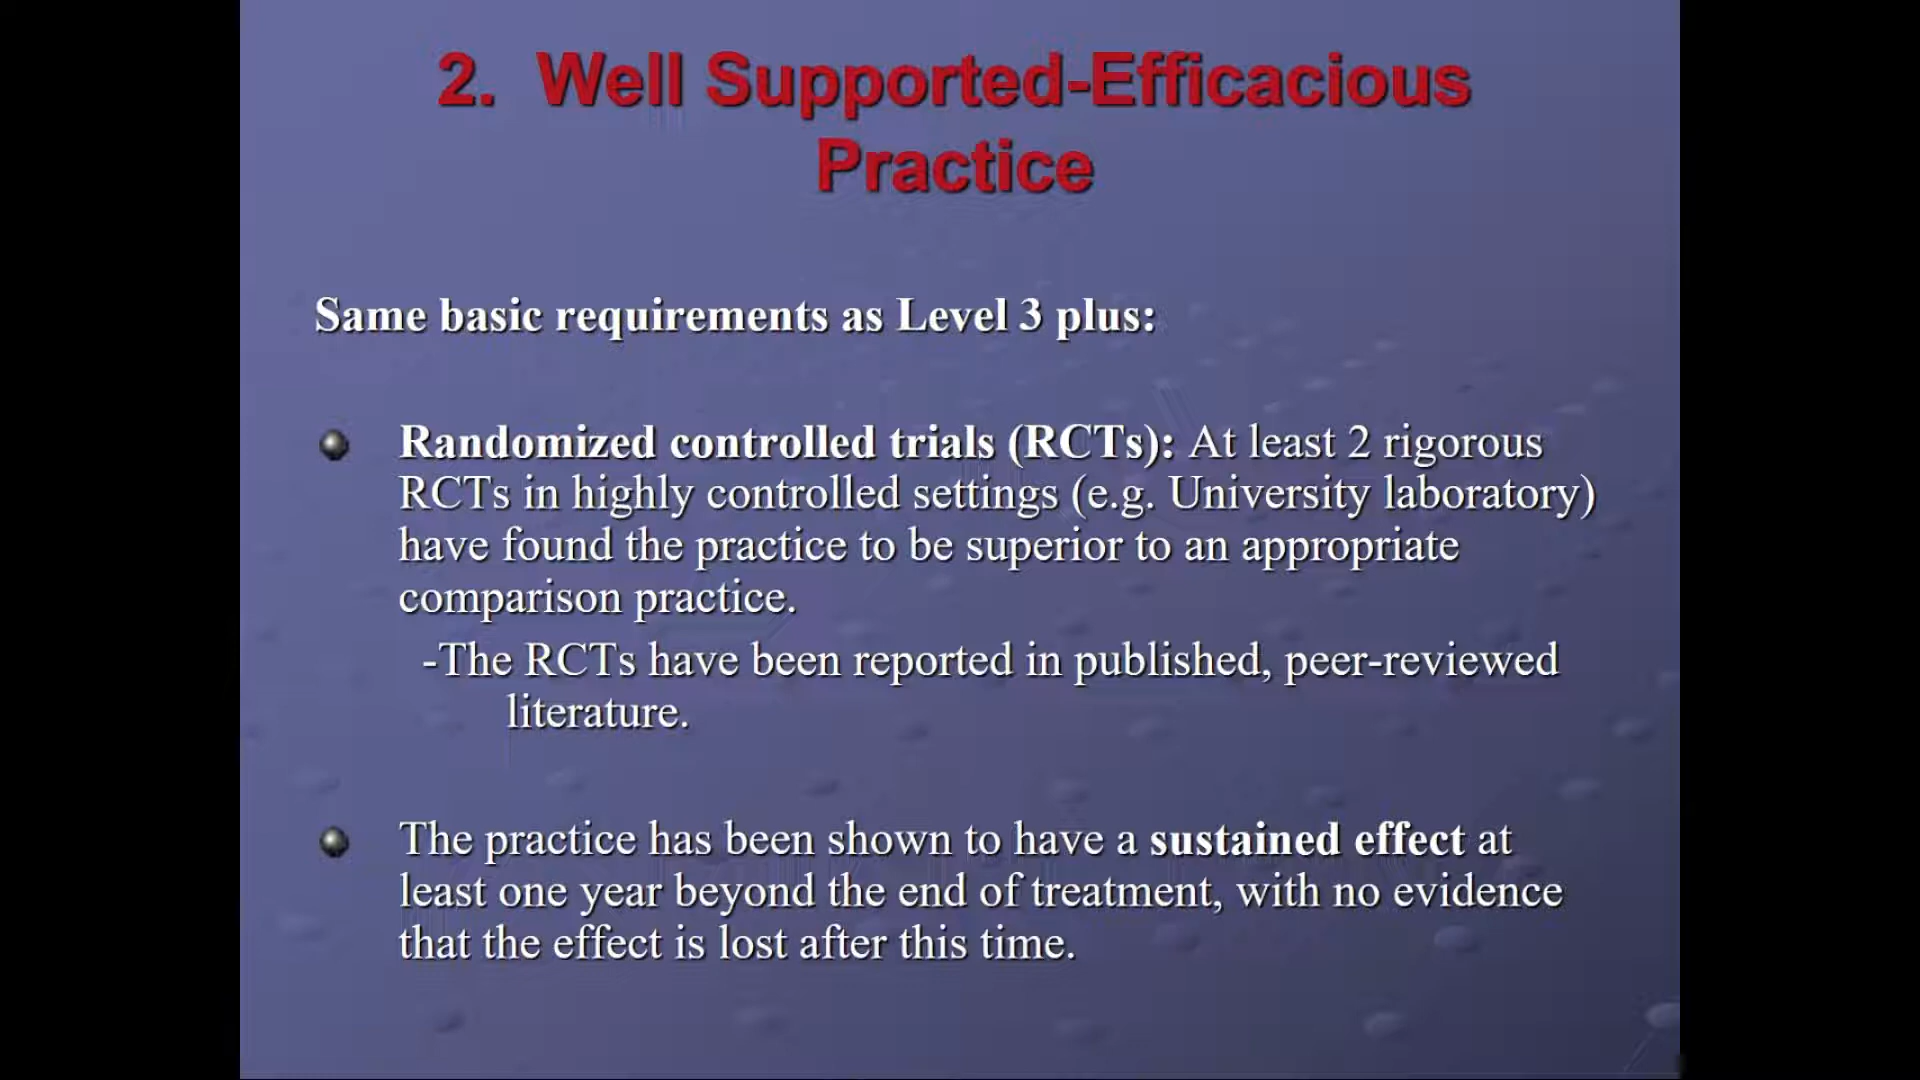 2. Well Supported-Efficacious
Practice
Same basic requirements as Level 3 plus:
Randomized controlled trials (RCTs): At least 2 rigorous
RCTs in highly controlled settings (e.g. University laboratory)
have found the practice to be superior to an appropriate
comparison practice.
-The RCTs have been reported in published, peer-reviewed
literature.
The practice has been shown to have a sustained effect at
least one year beyond the end of treatment, with no evidence
that the effect is lost after this time.